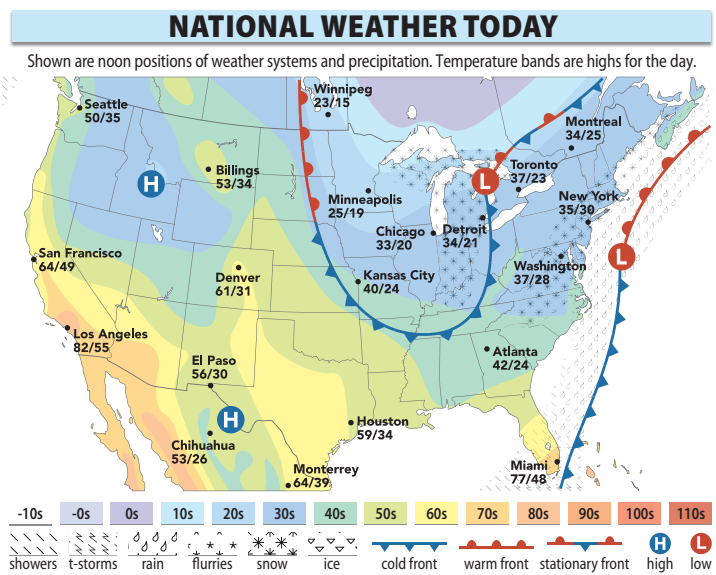 NATIONAL WEATHER TODAY
Shown are noon positions of weather systems and precipitation. Temperature bands are highs for the day.
Winnipeg
23/15
Seattle
50/35
Montreal
34/25
Billings
53/34
H
Toronto
37/23
L
Minneapolis
25/19
New York
35/30
Chicago
33/20
Detroit
34/21
San Francisco
64/49
L
Washington
37/28
Denver
61/31
Kansas City
40/24
Los Angeles
82/55
Atlanta
42/24
El Paso
56/30
H
Houston
59/34
Chihuahua
53/26
Monterrey
64/39
Miami
77/48
-10s -0s 0s 10s 20s 30s 40s 50s 60s 70s 80s 90s 100s 110s
H L
showers t-storms rain flurries snow ice cold front warm front stationary front high low